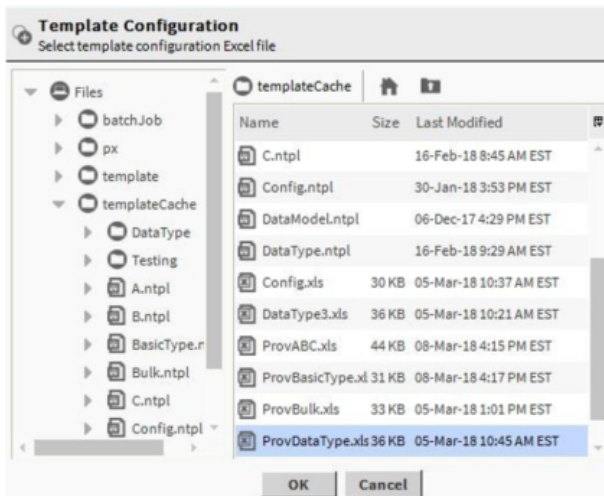 Template Configuration
Select template configuration Excel file
Files
batchJob
px
template
templateCache
DataType
Testing
A.ntpl
B.ntpl
BasicType.n
Bulk.ntpl
C.ntpl
Config.ntpl
templateCache
Name Size Last Modified
C.ntpl 16-Feb-18 8:45 AM EST
Config.ntpl 30-Jan-18 3:53 PM EST
DataModel.ntpl 06-Dec-17 4:29 PM EST
DataType.ntpl 16-Feb-18 9:29 AM EST
Config.xls 30 KB 05-Mar-18 10:37 AM EST
DataType3.xls 36 KB 05-Mar-18 10:21 AM EST
ProvABC.xls 44 KB 08-Mar-18 4:15 PM EST
ProvBasicType.xl 31 KB 08-Mar-18 4:17 PM EST
ProvBulk.xls 33 KB 05-Mar-18 1:01 PM EST
ProvDataType.xls 36 KB 05-Mar-18 10:45 AM EST
OK Cancel